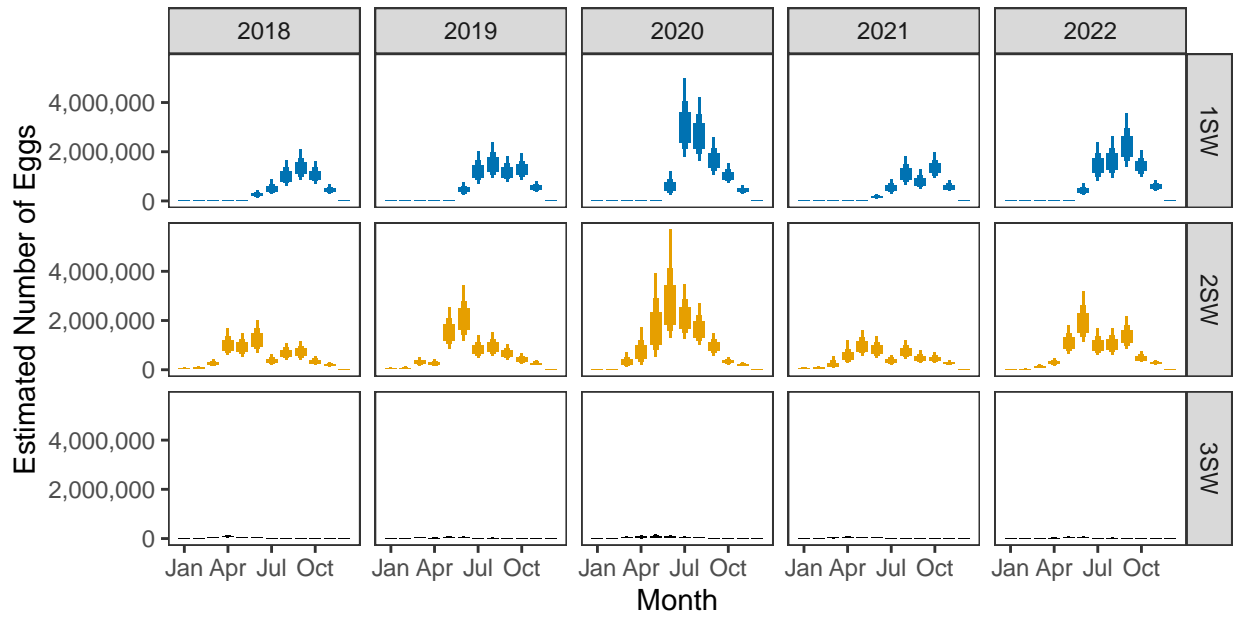 2018 2019 2020 2021 2022
Estimated Number of Eggs
4,000,000
2,000,000
0
1SW
4,000,000
2,000,000
0
2SW
4,000,000
2,000,000
0
3SW
Jan Apr Jul Oct Jan Apr Jul Oct Jan Apr Jul Oct Jan Apr Jul Oct Jan Apr Jul Oct
Month